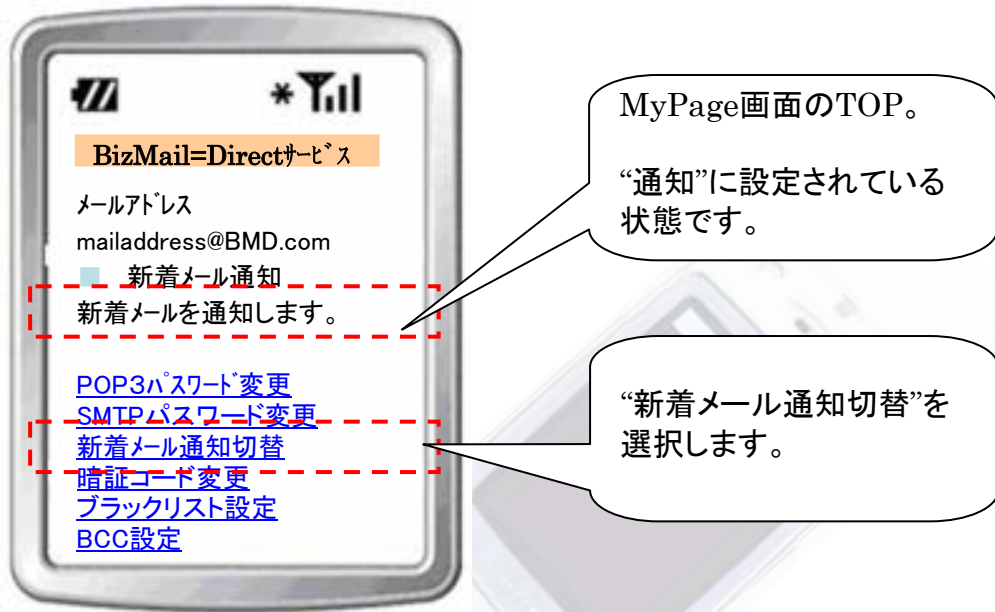 BizMail=Directｻｰﾋﾞｽ
ﾒｰﾙｱﾄﾞﾚｽ
mailaddress@BMD.com
新着ﾒｰﾙ通知
新着ﾒｰﾙを通知します。
POP3ﾊﾟｽﾜｰﾄﾞ変更
SMTPパスワード変更
新着ﾒｰﾙ通知切替
暗証コード変更
ブラックリスト設定
BCC設定
MyPage画面のTOP。
“通知”に設定されている
状態です。
“新着メール通知切替”を
選択します。